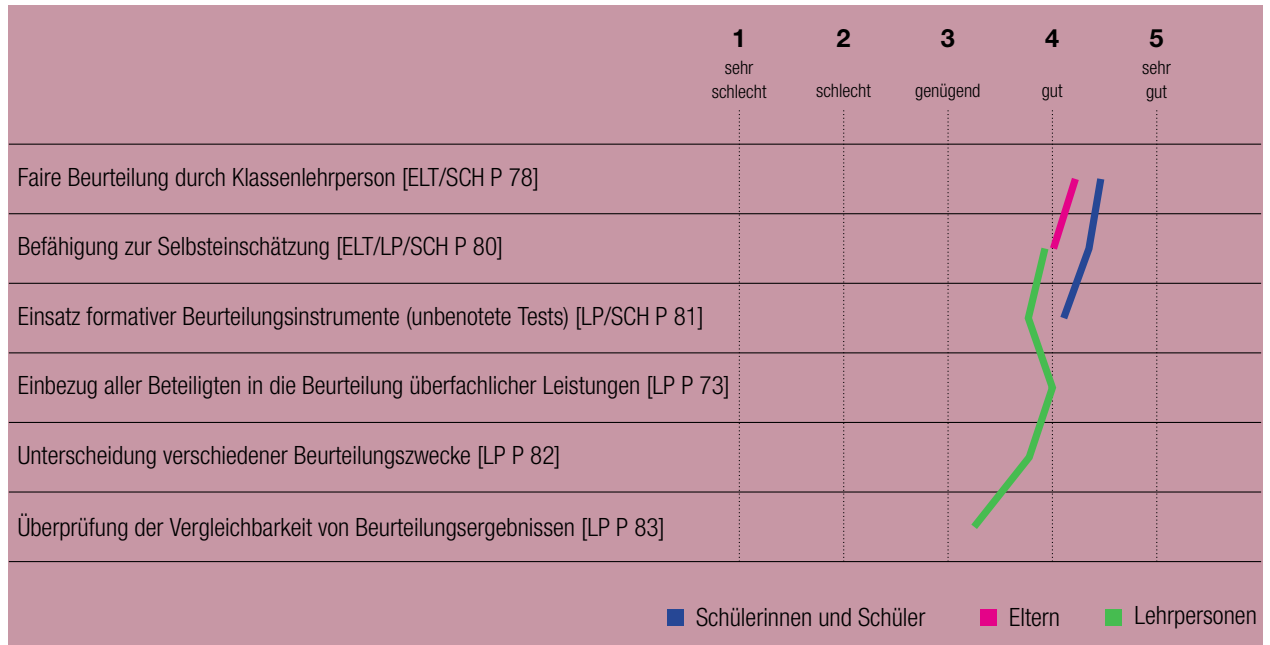 1 2 3 4 5
sehr schlecht schlecht genügend gut sehr gut
Faire Beurteilung durch Klassenlehrperson [ELT/SCH P 78]
Befähigung zur Selbsteinschätzung [ELT/LP/SCH P 80]
Einsatz formativer Beurteilungsinstrumente (unbenotete Tests) [LP/SCH P 81]
Einbezug aller Beteiligten in die Beurteilung überfachlicher Leistungen [LP P 73]
Unterscheidung verschiedener Beurteilungszwecke [LP P 82]
Überprüfung der Vergleichbarkeit von Beurteilungsergebnissen [LP P 83]
Schülerinnen und Schüler Eltern Lehrpersonen